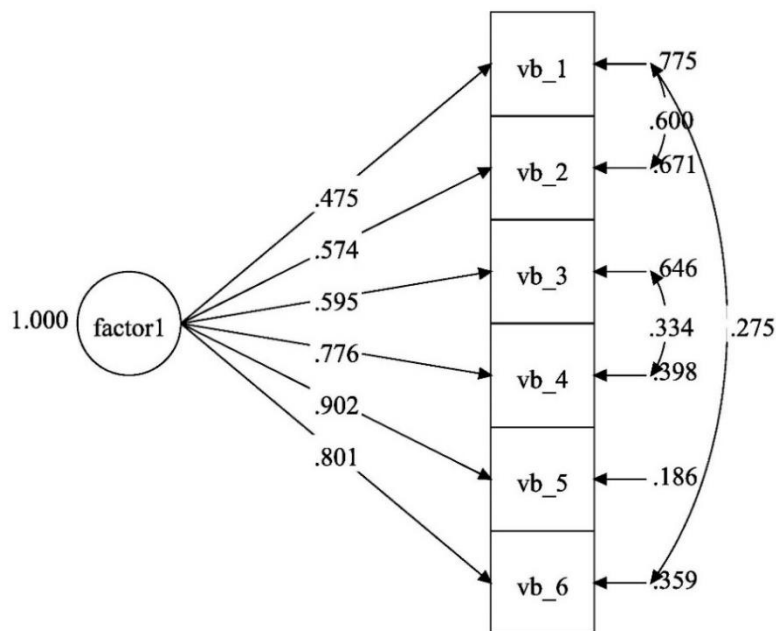 vb_1
.775
.600
vb_2
.671
.475
.574
vb_3
.646
.595
1.000
factor1
.334
.275
.776
vb_4
.398
.902
.801
vb_5
.186
vb_6
.359